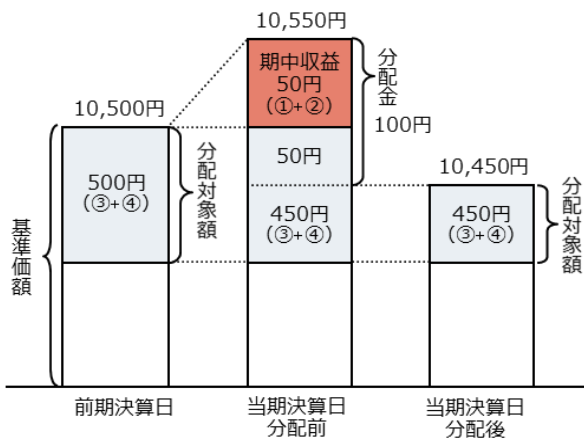 10,550円
期中収益
50円
(①+②)
分配金
100円
10,500円
50円
10,450円
500円
(③+④)
分配対象額
450円
(③+④)
450円
(③+④)
分配対象額
基準価額
前期決算日
当期決算日
分配前
当期決算日
分配後